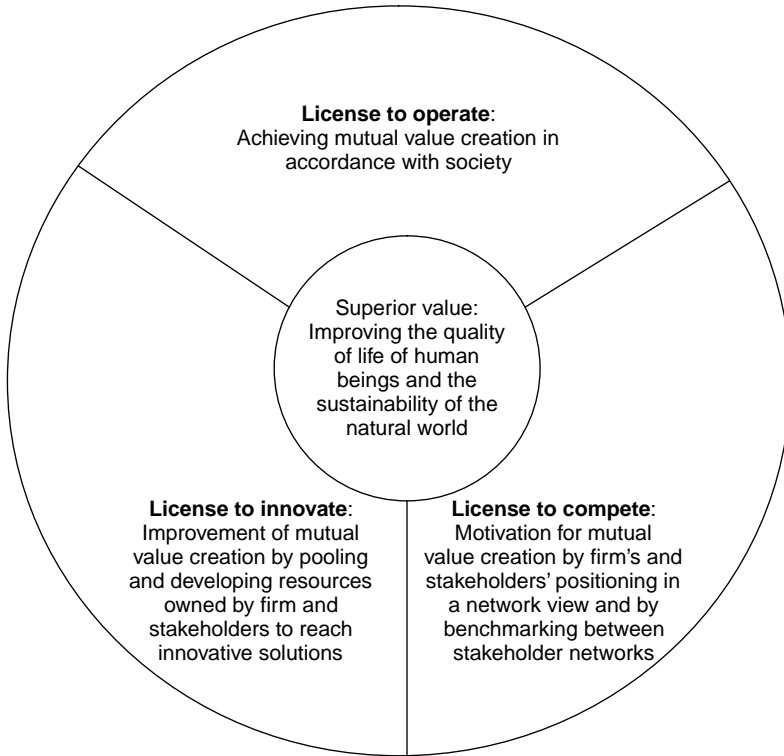 License to operate:
Achieving mutual value creation in
accordance with society
Superior value:
Improving the quality
of life of human
beings and the
sustainability of the
natural world
License to innovate:
Improvement of mutual
value creation by pooling
and developing resources
owned by firm and
stakeholders to reach
innovative solutions
License to compete:
Motivation for mutual
value creation by firm’s and
stakeholders’ positioning in
a network view and by
benchmarking between
stakeholder networks